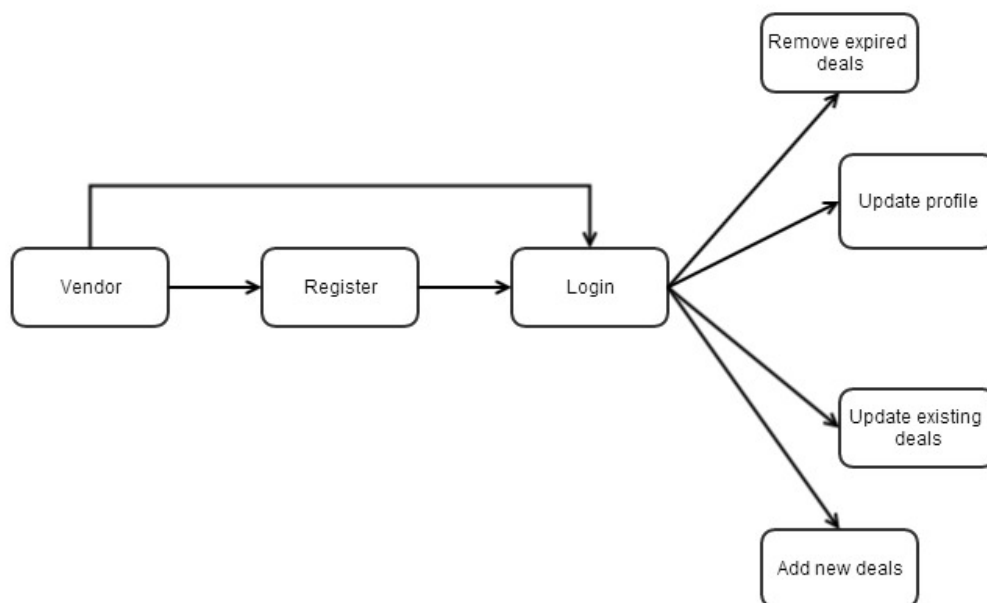 Remove expired
deals
Update profile
Vendor
Register
Login
Update existing
deals
Add new deals